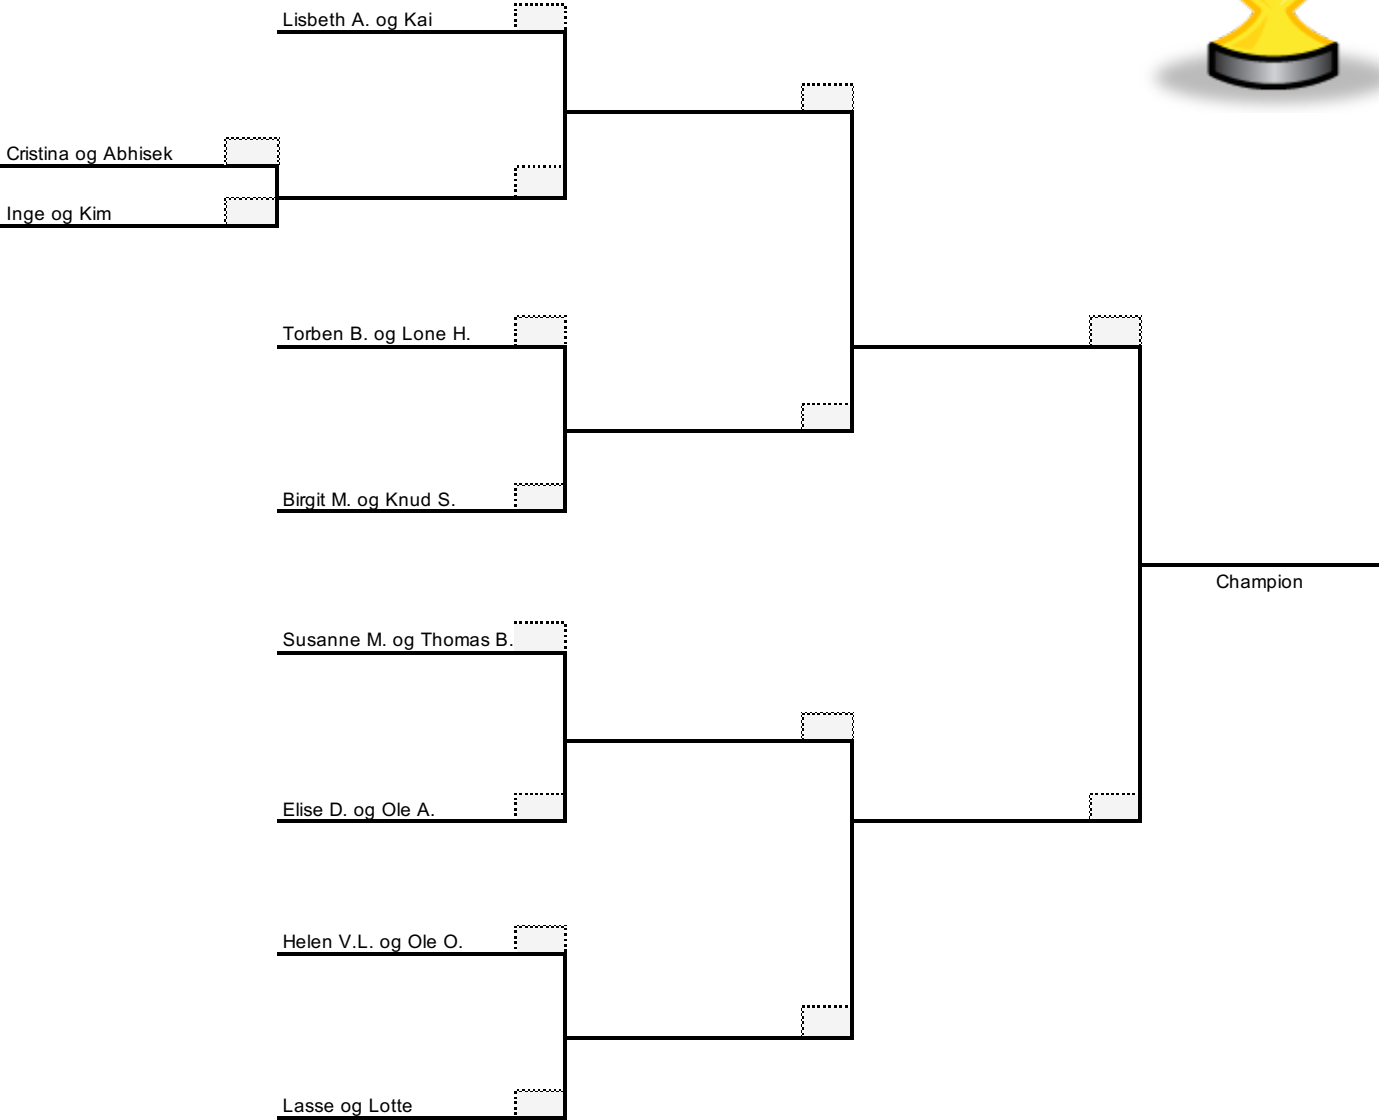 Lisbeth A. og Kai
Cristina og Abhisek
Inge og Kim
Torben B. og Lone H.
Birgit M. og Knud S.
Champion
Susanne M. og Thomas B.
Elise D. og Ole A.
Helen V.L. og Ole O.
Lasse og Lotte